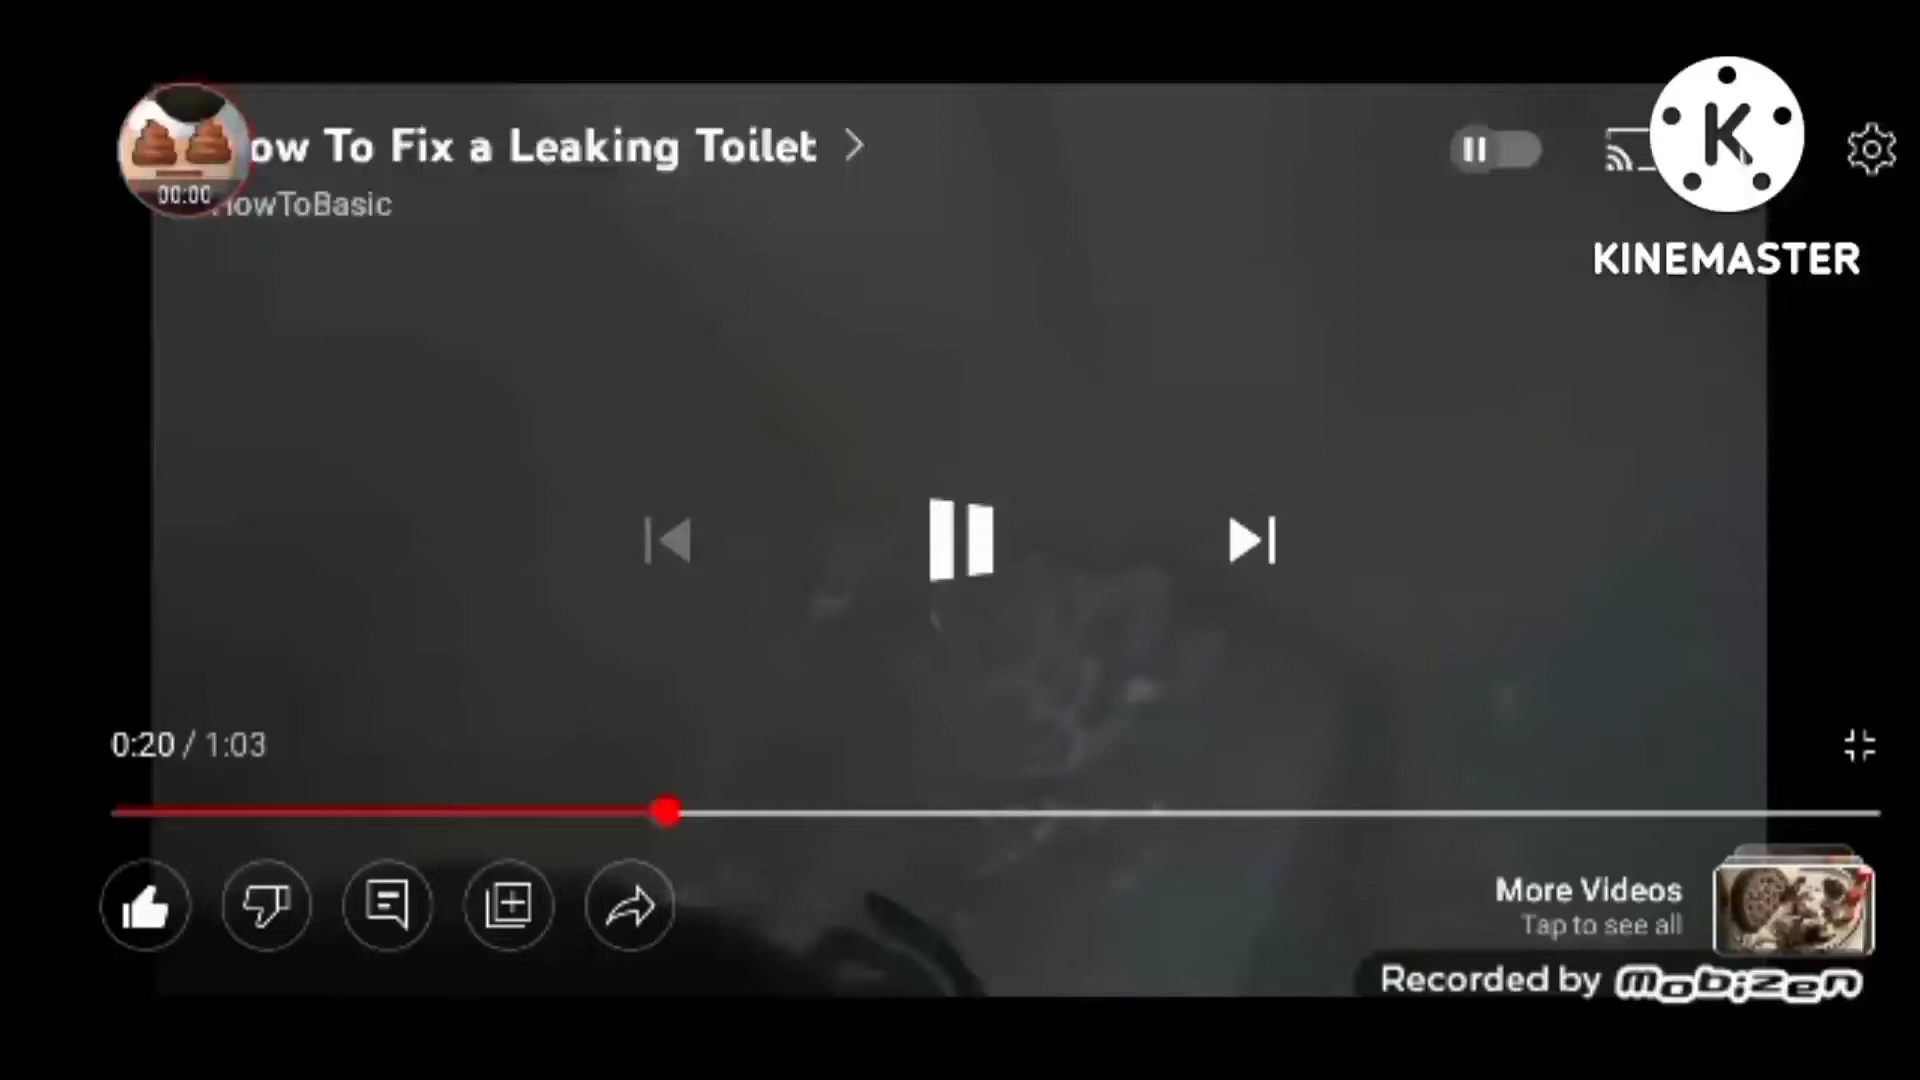 ow To Fix a Leaking Toilet
00:00
owToBasic
K
KINEMASTER
0:20 / 1:03
More Videos
Tap to see all
Recorded by mobizen